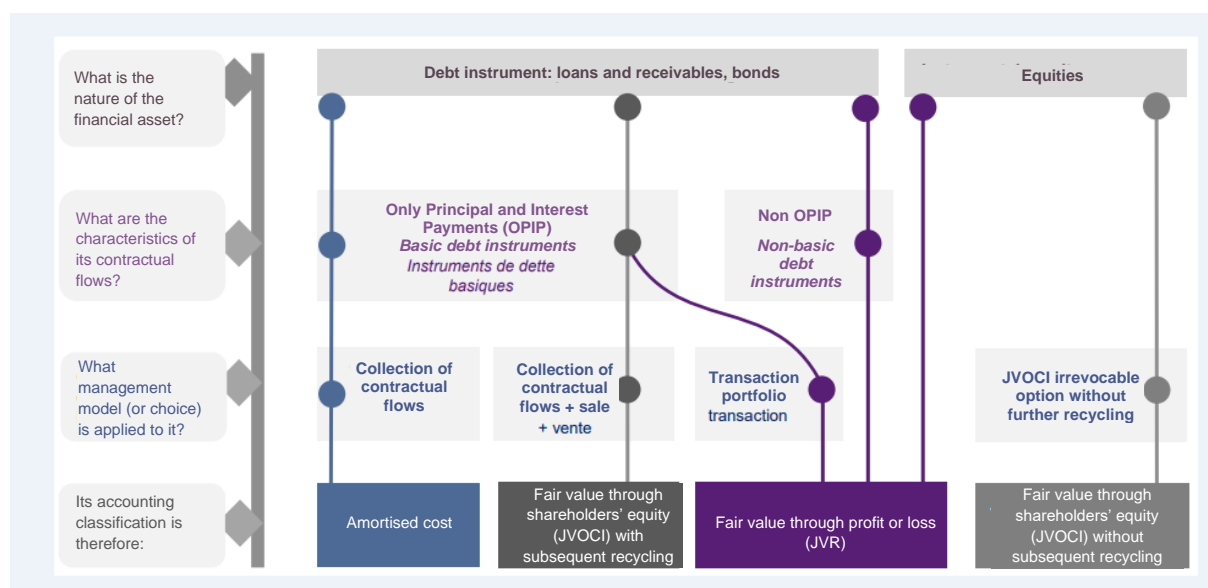 What is the
nature of the
financial asset?
Debt instrument: loans and receivables, bonds
Equities
What are the
characteristics of
its contractual
flows?
Only Principal and Interest
Payments (OPIP)
Basic debt instruments
Instruments de dette
basiques
Non OPIP
Non-basic
debt
instruments
What
management
model (or choice)
is applied to it?
Collection of
contractual
flows
Collection of
contractual
flows + sale
+ vente
Transaction
portfolio
transaction
JVOCI irrevocable
option without
further recycling
Its accounting
classification is
therefore:
Amortised cost
Fair value through
shareholders' equity
(JVOCI) with
subsequent recycling
Fair value through profit or loss
(JVR)
Fair value through
shareholders' equity
(JVOCI) without
subsequent recycling